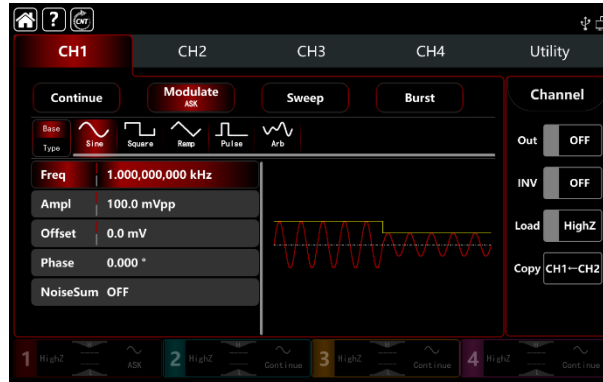 ? CNT
CH1 CH2 CH3 CH4 Utility
Continue Modulate Sweep Burst Channel
ASK
Base
Type Sine Square Ramp Pulse Arb
Out OFF
Freq 1.000,000,000 kHz
INV OFF
Ampl 100.0 mVpp
Offset 0.0 mV
Load HighZ
Phase 0.000 °
Copy CH1←CH2
NoiseSum OFF
1 HighZ ASK 2 HighZ Continue 3 HighZ Continue 4 HighZ Continue